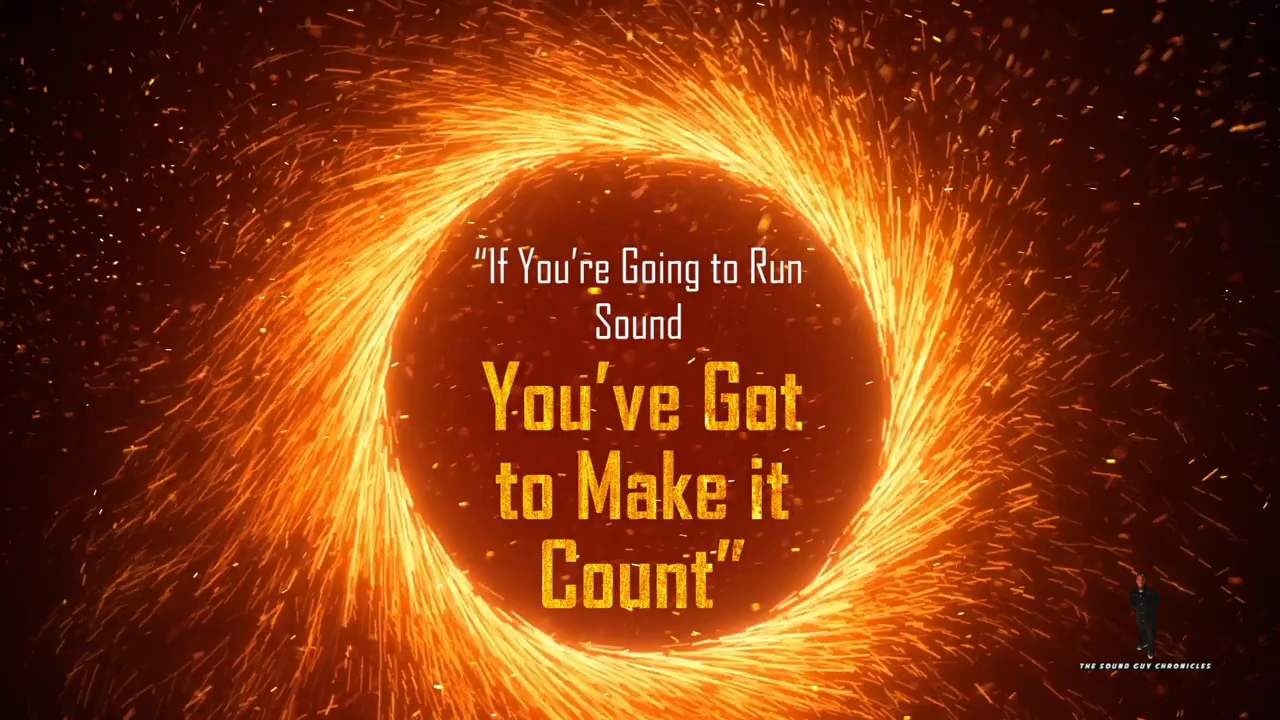 “If You’re Going to Run
Sound
You’ve Got
to Make it
Count”
THE SOUND GUY CHRONICLES